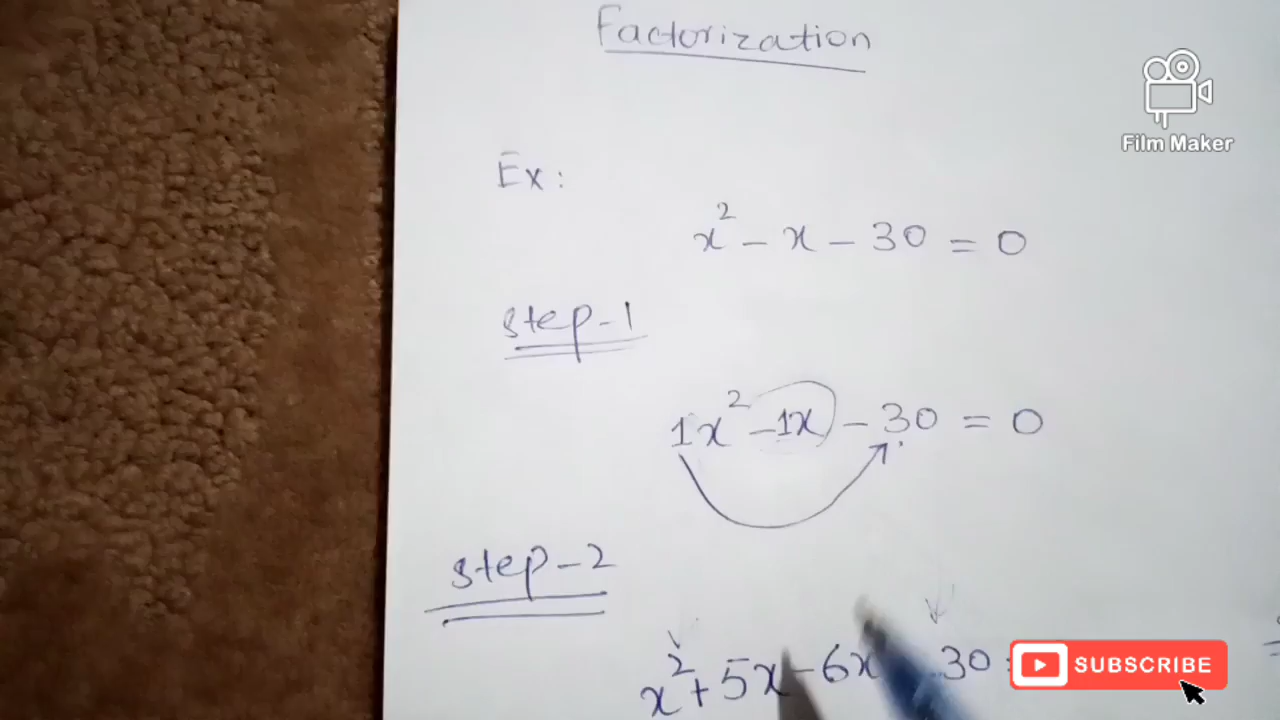 Factorization
Film Maker
Ex:
x² - x - 30 = 0
Step-1
1x² - 1x - 30 = 0
Step-2
x² + 5x - 6x 30
SUBSCRIBE